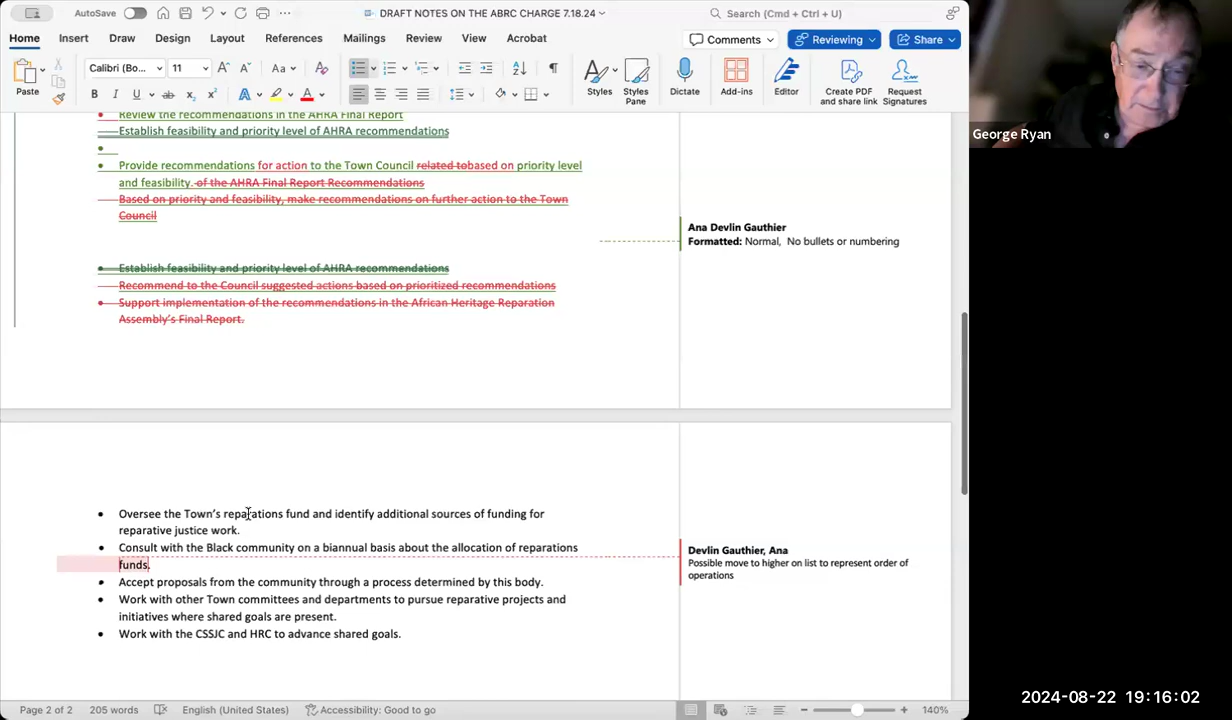 AutoSave
DRAFT NOTES ON THE ABRC CHARGE 7.18.24
Search (Cmd + Ctrl + U)
Home Insert Draw Design Layout References Mailings Review View Acrobat
Comments Reviewing Share
Paste
Calibri (Bo... 11
Aa
B I U ab x₂ x²
Styles
Styles Pane
Dictate
Add-ins
Editor
Create PDF and share link
Request Signatures
George Ryan
Review the recommendations in the AHRA Final Report
Establish feasibility and priority level of AHRA recommendations
Provide recommendations for action to the Town Council related tobased on priority level
and feasibility. of the AHRA Final Report Recommendations
Based on priority and feasibility, make recommendations on further action to the Town
Council
Ana Devlin Gauthier
Formatted: Normal, No bullets or numbering
Establish feasibility and priority level of AHRA recommendations
Recommend to the Council suggested actions based on prioritized recommendations
Support implementation of the recommendations in the African Heritage Reparation
Assembly's Final Report.
Oversee the Town's reparations fund and identify additional sources of funding for
reparative justice work.
Consult with the Black community on a biannual basis about the allocation of reparations
funds.
Devlin Gauthier, Ana
Possible move to higher on list to represent order of
operations
Accept proposals from the community through a process determined by this body.
Work with other Town committees and departments to pursue reparative projects and
initiatives where shared goals are present.
Work with the CSSJC and HRC to advance shared goals.
Page 2 of 2 205 words English (United States) Accessibility: Good to go
140%
2024-08-22 19:16:02